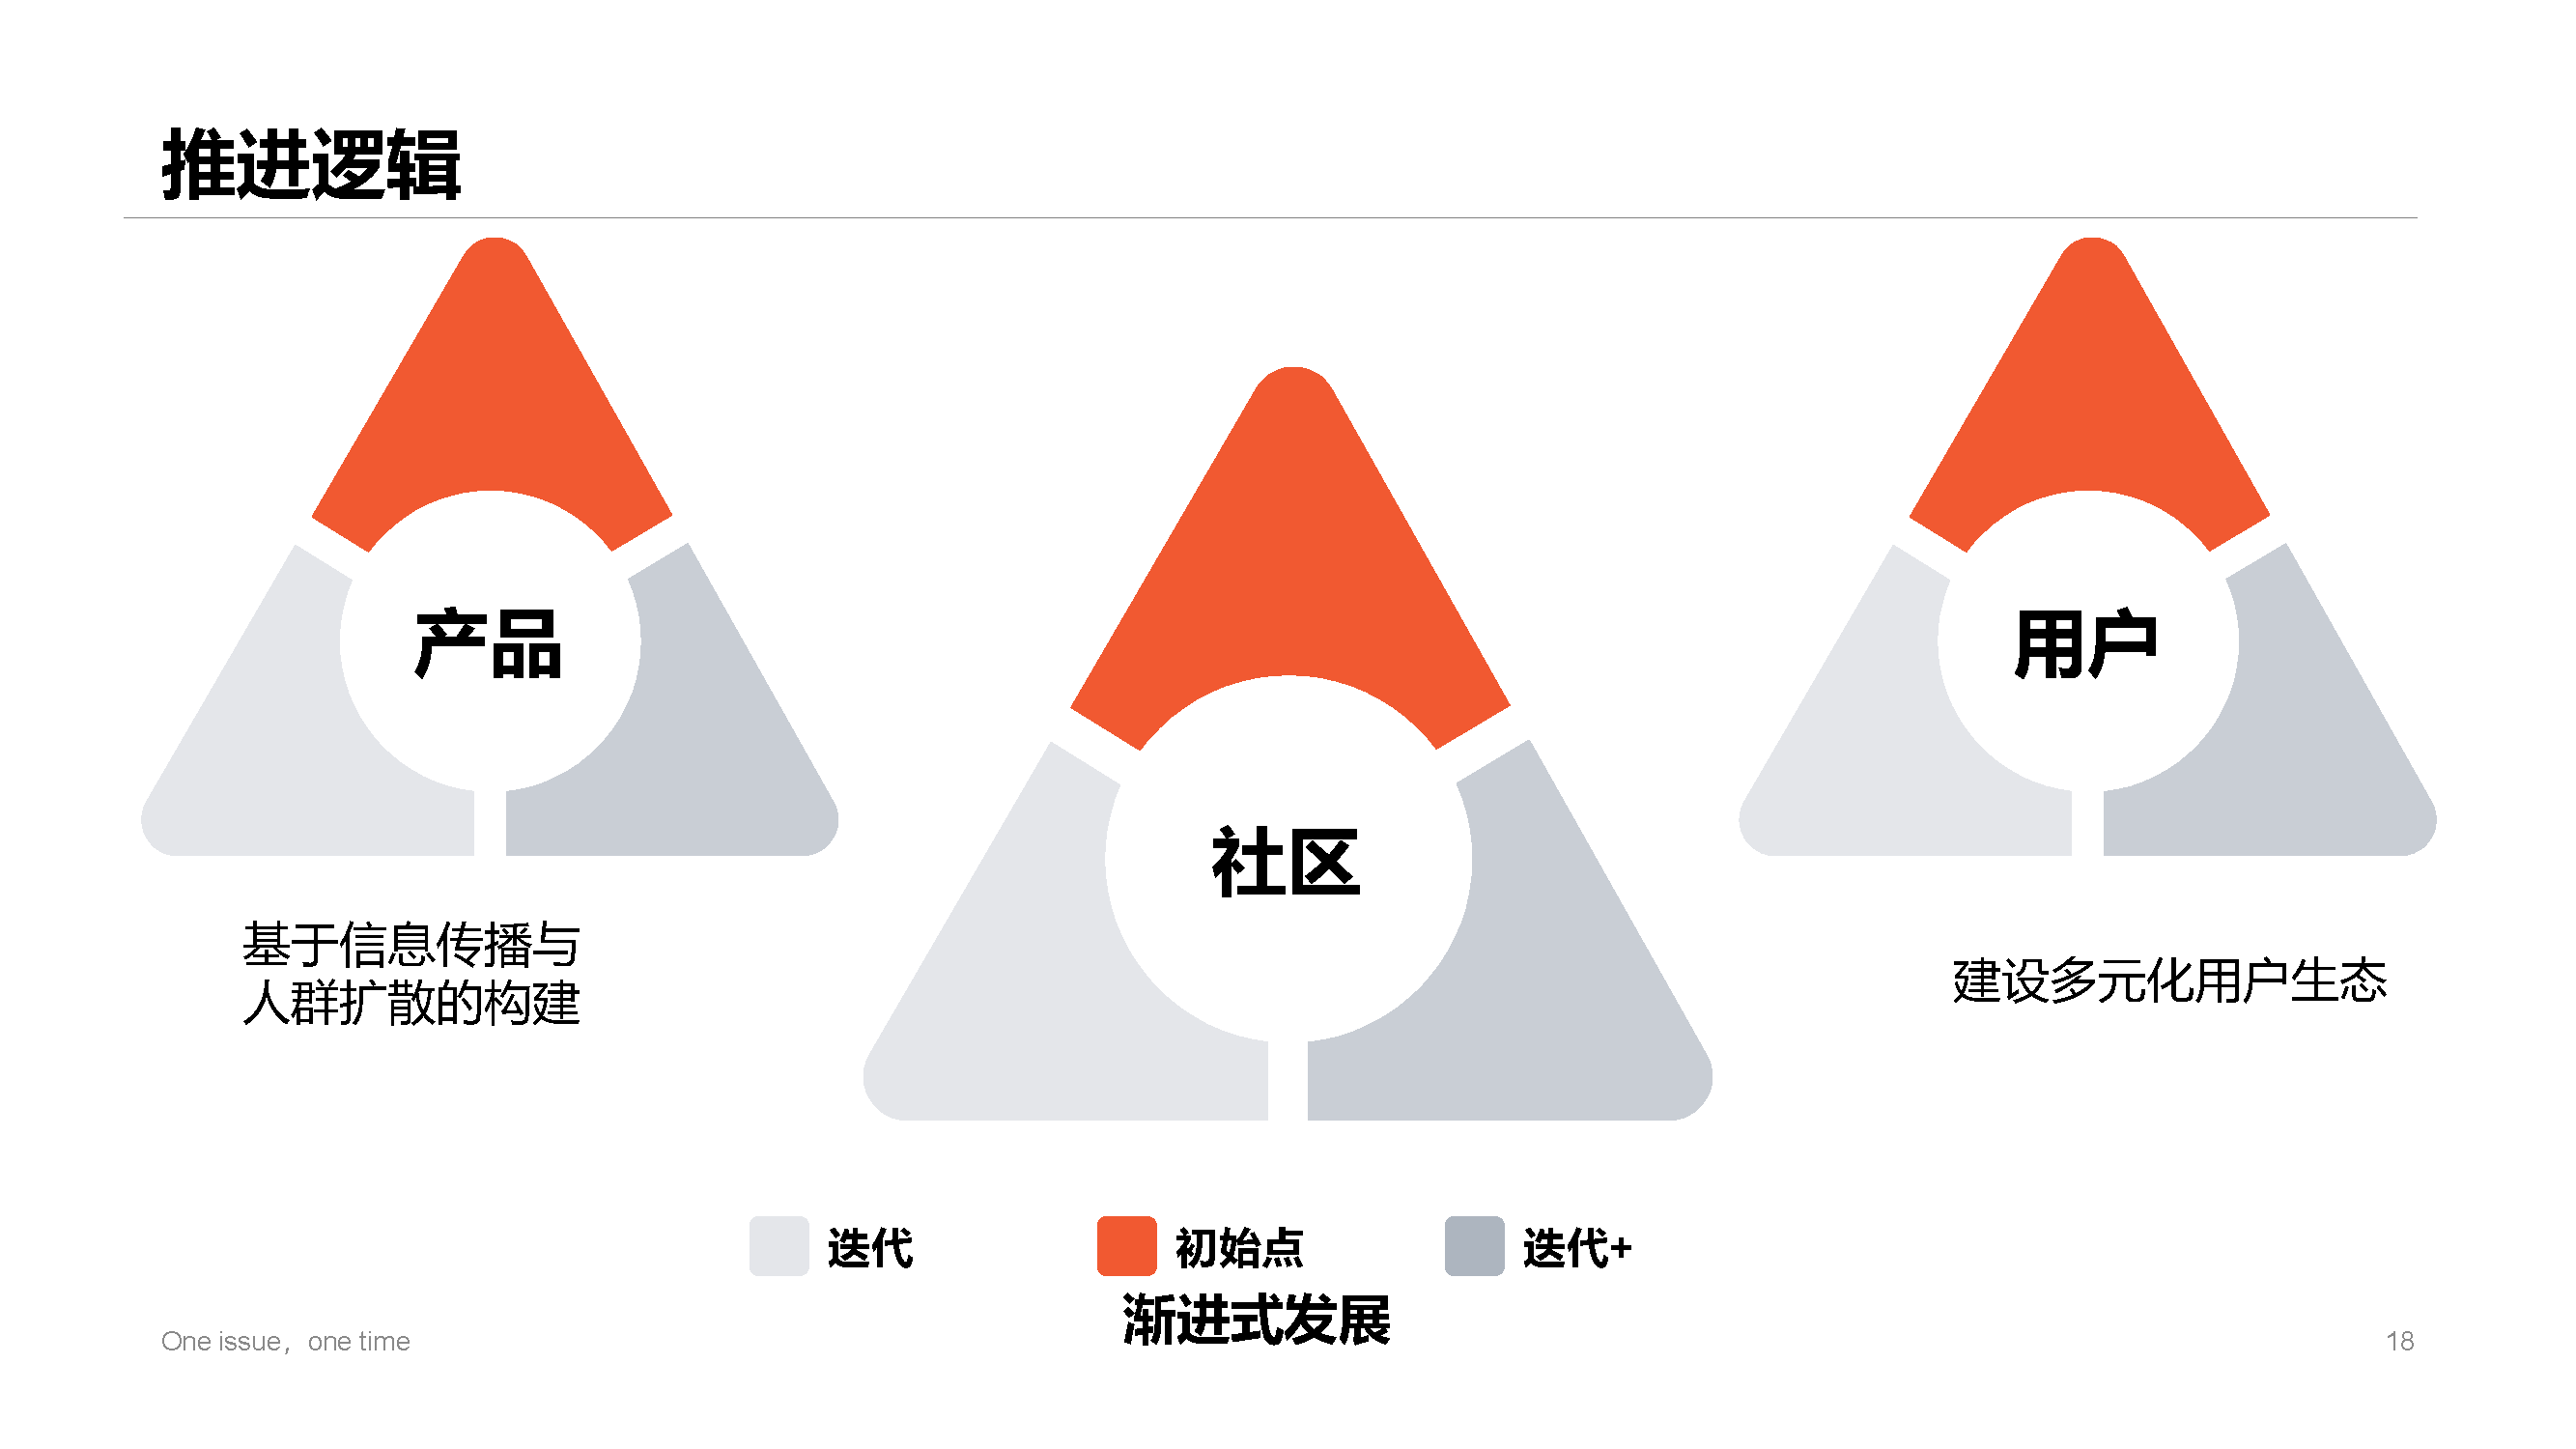 推进逻辑
产品
社区
用户
基于信息传播与
人群扩散的构建
建设多元化用户生态
迭代
初始点
迭代+
渐进式发展
One issue，one time
18